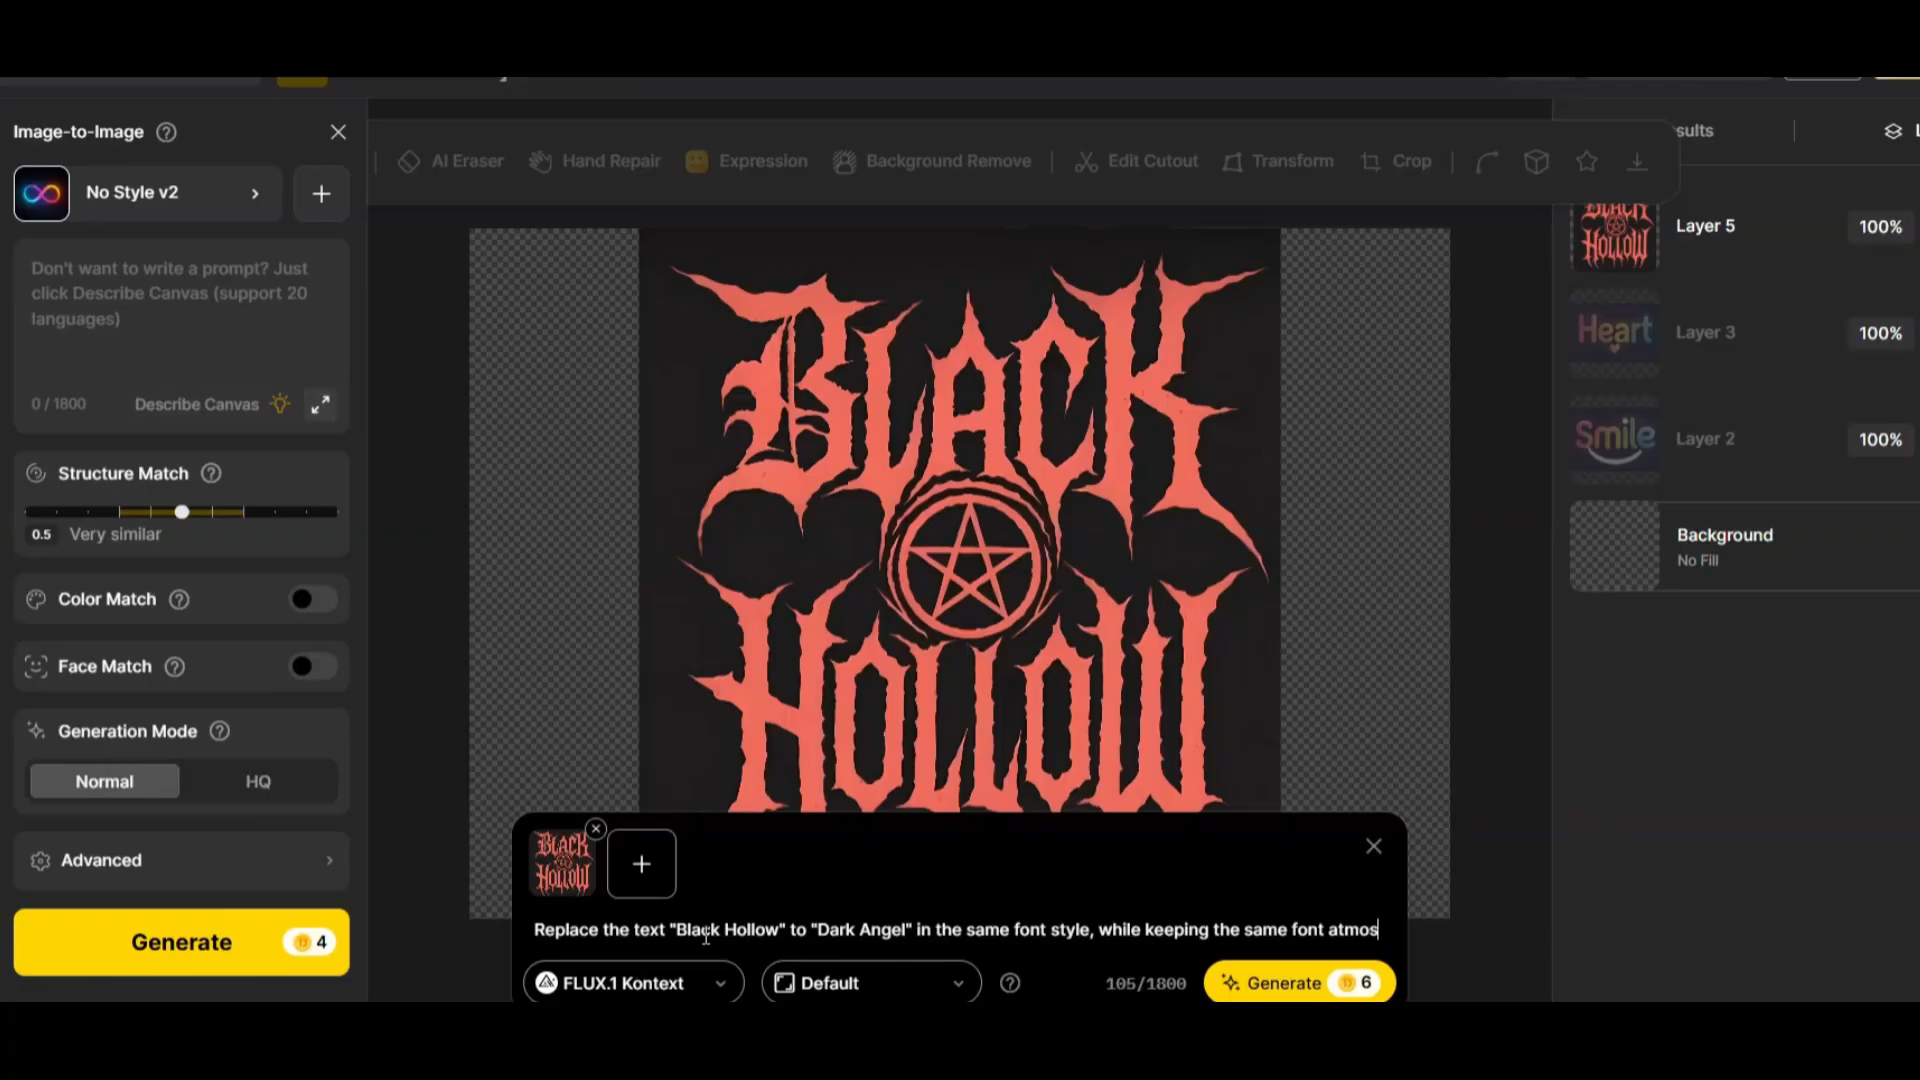 Image-to-Image
No Style v2
Don't want to write a prompt? Just
click Describe Canvas (support 20
languages)
0 / 1800
Describe Canvas
Structure Match
0.5
Very similar
Color Match
Face Match
Generation Mode
Normal
HQ
Advanced
Generate
4
AI Eraser
Hand Repair
Expression
Background Remove
Edit Cutout
Transform
Crop
BLACK
HOLLOW
BLACK
HOLLOW
Replace the text "Black Hollow" to "Dark Angel" in the same font style, while keeping the same font atmos
FLUX.1 Kontext
Default
105/1800
Generate
6
sults
L
BLACK
HOLLOW
Layer 5
100%
Heart
Layer 3
100%
Smile
Layer 2
100%
Background
No Fill